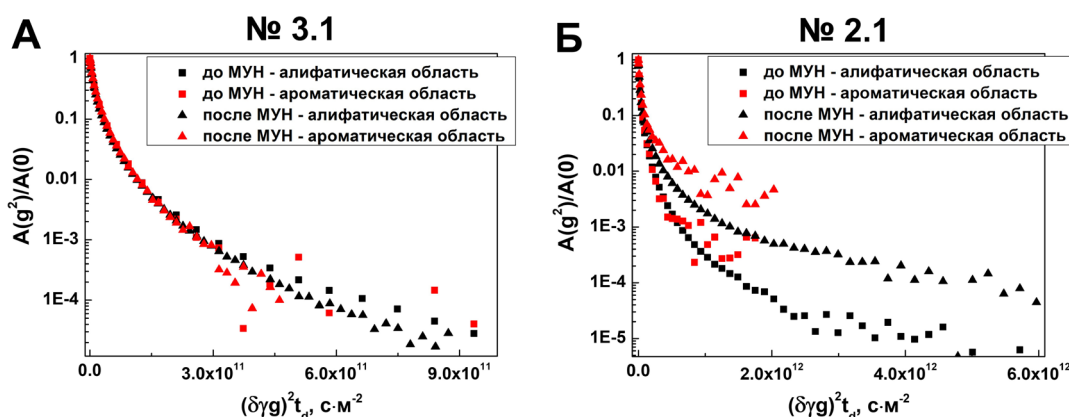 А
№ 3.1
A(g²)/A(0)
1
0.1
0.01
1E-3
1E-4
до МУН - алифатическая область
до МУН - ароматическая область
после МУН - алифатическая область
после МУН - ароматическая область
0.0
3.0x10¹¹
6.0x10¹¹
9.0x10¹¹
(δγg)²t_d, с·м⁻²
Б
№ 2.1
A(g²)/A(0)
1
0.1
0.01
1E-3
1E-4
1E-5
до МУН - алифатическая область
до МУН - ароматическая область
после МУН - алифатическая область
после МУН - ароматическая область
0.0
2.0x10¹²
4.0x10¹²
6.0x10¹²
(δγg)²t_d, с·м⁻²